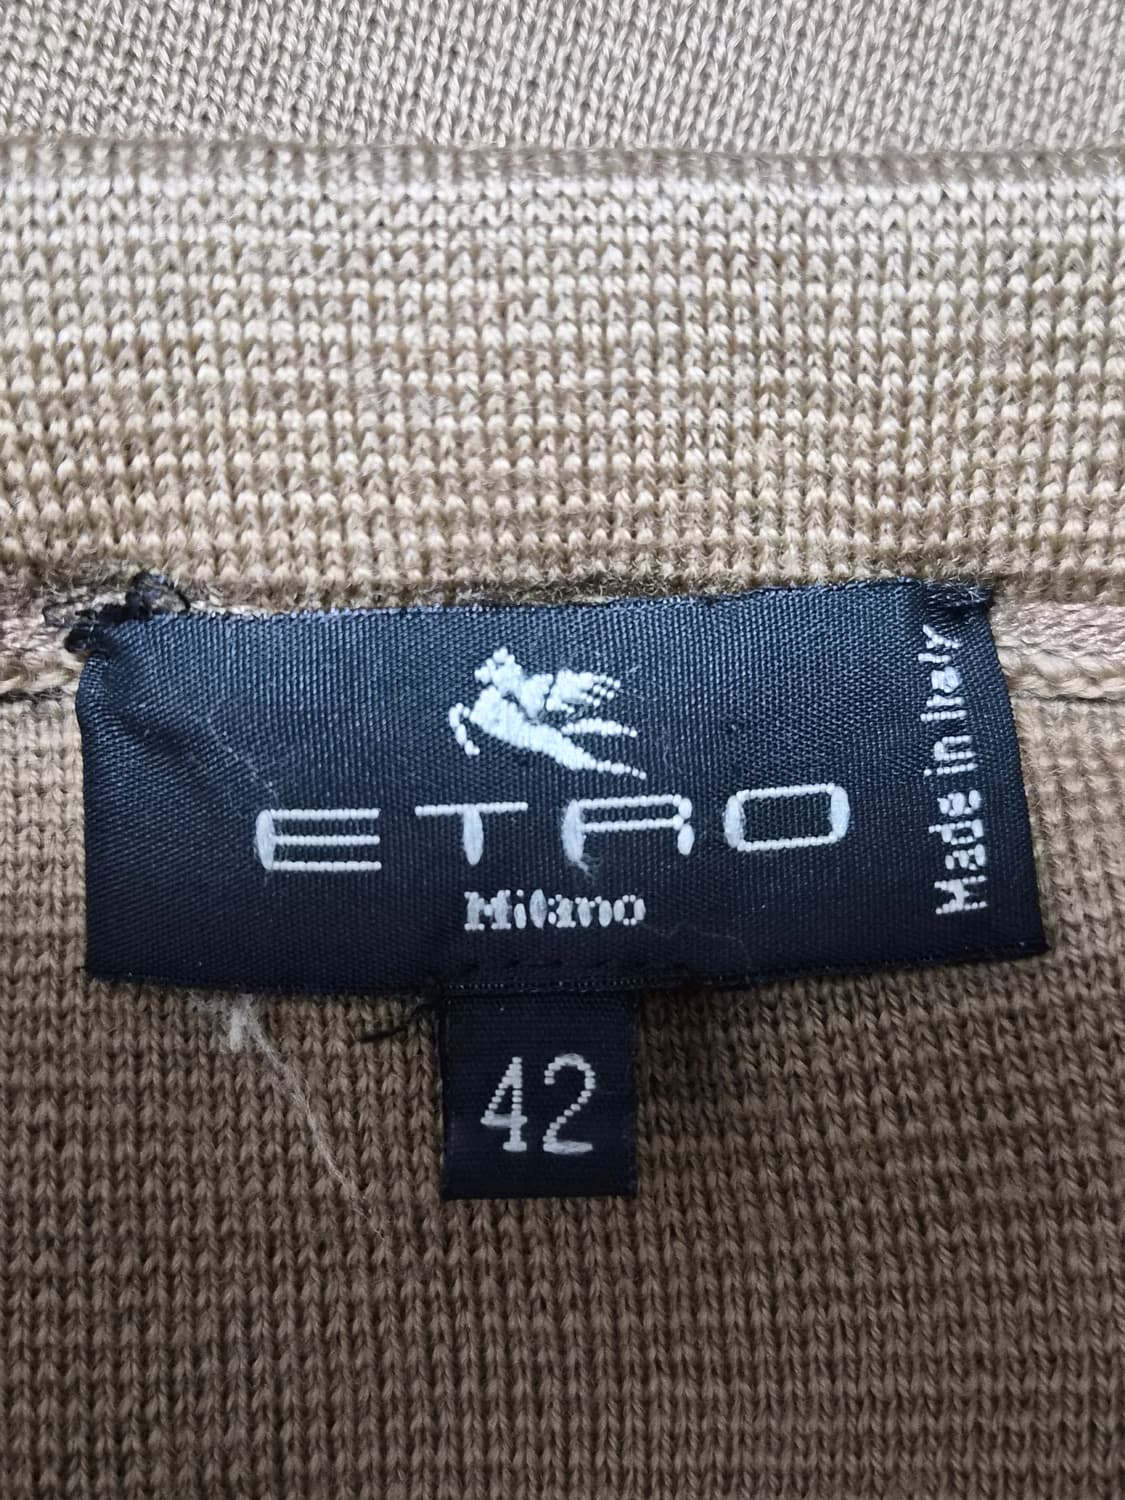 ETRO
Milano
Made in Italy
42